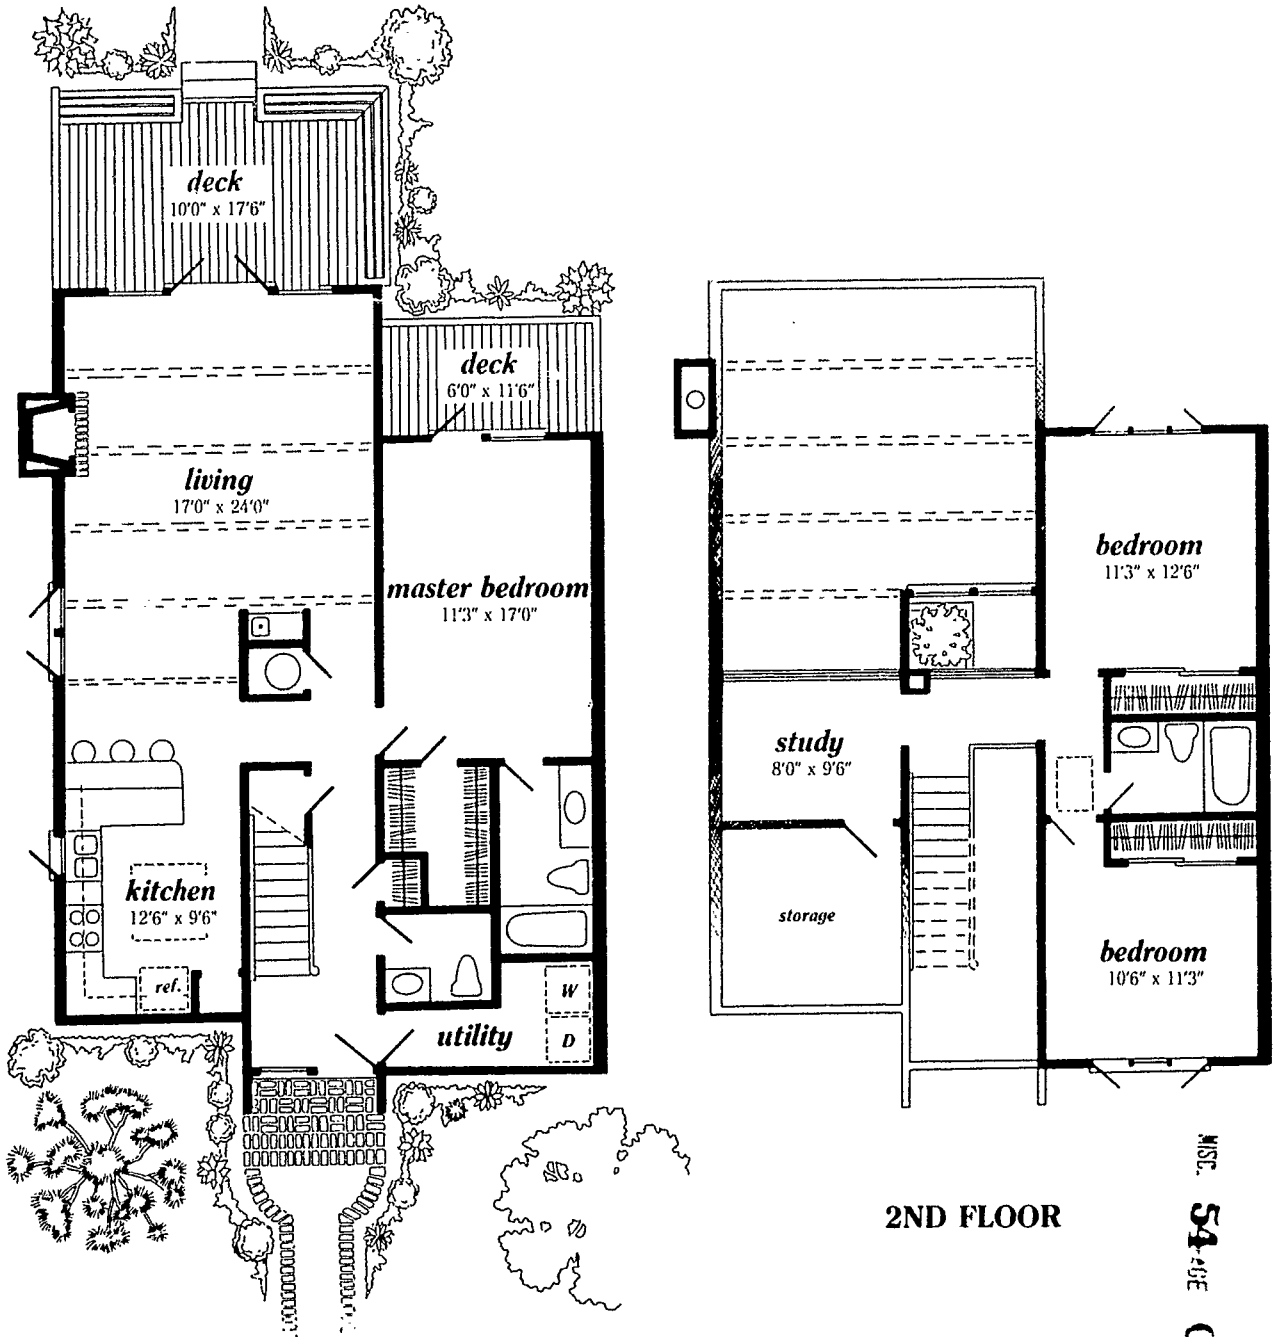 deck
10'0" x 17'6"
deck
6'0" x 11'6"
living
17'0" x 24'0"
master bedroom
11'3" x 17'0"
kitchen
12'6" x 9'6"
ref.
W
D
utility
bedroom
11'3" x 12'6"
study
8'0" x 9'6"
storage
bedroom
10'6" x 11'3"
2ND FLOOR
MISC.
54